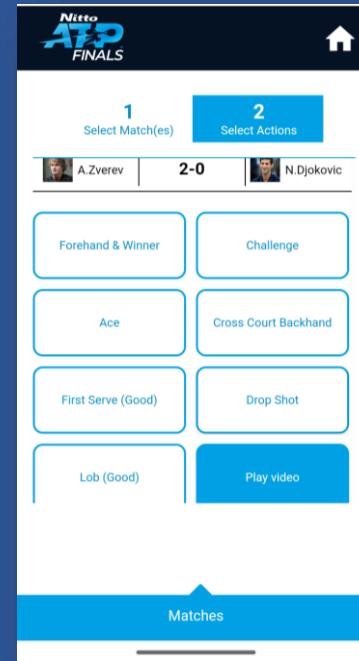 Nitto
ATP
FINALS
1
Select Match(es)
2
Select Actions
A.Zverev
2-0
N.Djokovic
Forehand & Winner
Challenge
Ace
Cross Court Backhand
First Serve (Good)
Drop Shot
Lob (Good)
Play video
Matches